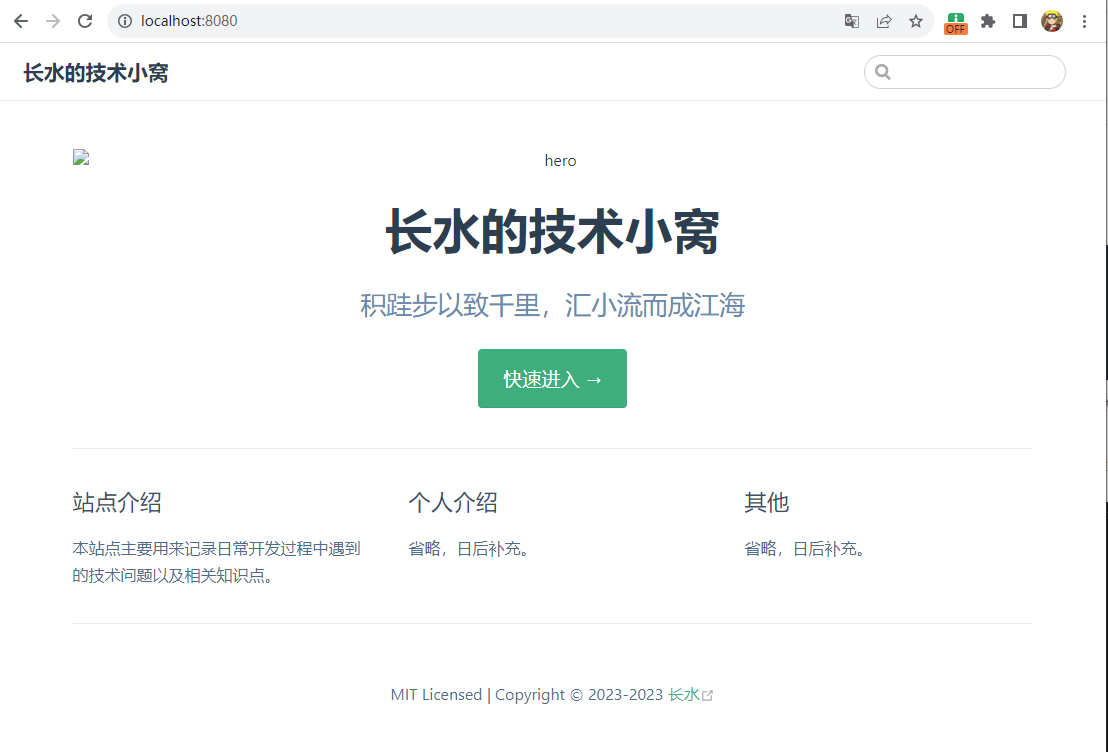 localhost:8080
OFF
长水的技术小窝
hero
长水的技术小窝
积跬步以致千里，汇小流而成江海
快速进入 →
站点介绍
本站点主要用来记录日常开发过程中遇到
的技术问题以及相关知识点。
个人介绍
省略，日后补充。
其他
省略，日后补充。
MIT Licensed | Copyright © 2023-2023 长水